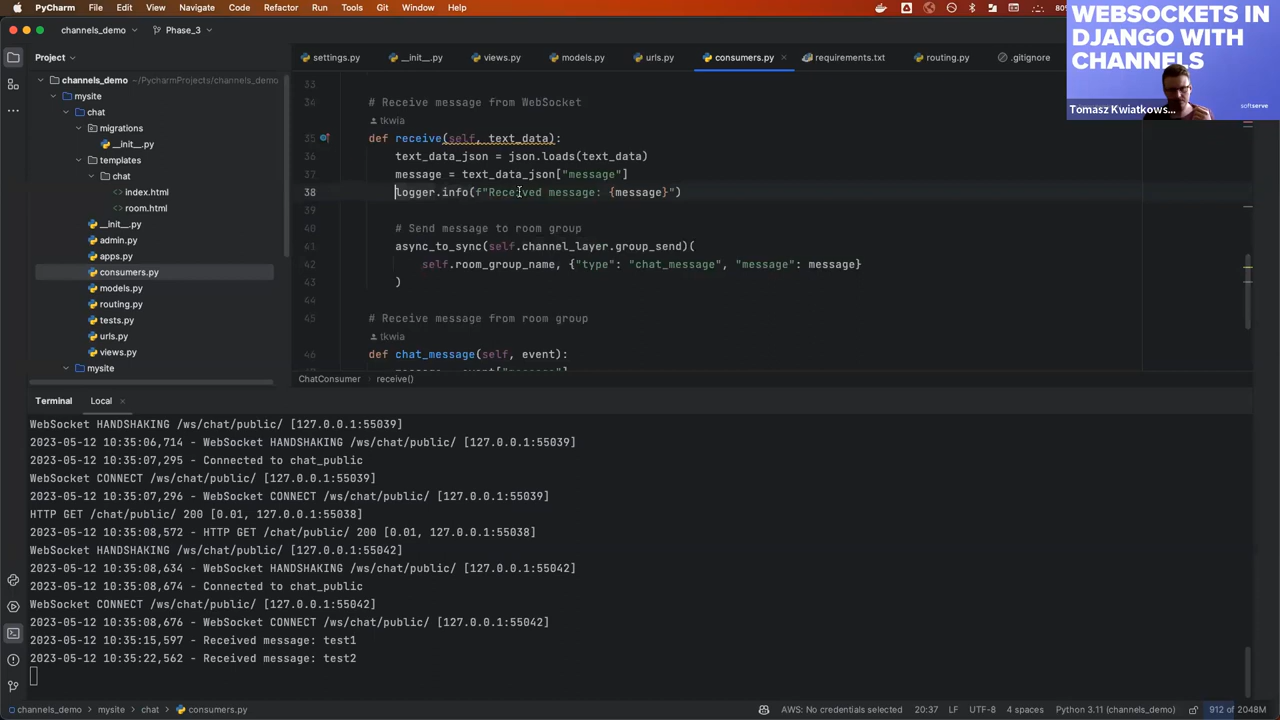 PyCharm File Edit View Navigate Code Refactor Run Tools Git Window Help 80%
channels_demo Phase_3
WEBSOCKETS IN
DJANGO WITH
CHANNELS
Tomasz Kwiatkows...
softserve
Project
settings.py __init__.py views.py models.py urls.py consumers.py requirements.txt routing.py .gitignore
channels_demo ~/PycharmProjects/channels_demo
mysite
chat
migrations
__init__.py
templates
chat
index.html
room.html
__init__.py
admin.py
apps.py
consumers.py
models.py
routing.py
tests.py
urls.py
views.py
mysite
33
34 # Receive message from WebSocket
tkwia
35 def receive(self, text_data):
36 text_data_json = json.loads(text_data)
37 message = text_data_json["message"]
38 logger.info(f"Received message: {message}")
39
40 # Send message to room group
41 async_to_sync(self.channel_layer.group_send)(
42 self.room_group_name, {"type": "chat_message", "message": message}
43 )
44
45 # Receive message from room group
tkwia
46 def chat_message(self, event):
ChatConsumer receive()
Terminal Local
WebSocket HANDSHAKING /ws/chat/public/ [127.0.0.1:55039]
2023-05-12 10:35:06,714 - WebSocket HANDSHAKING /ws/chat/public/ [127.0.0.1:55039]
2023-05-12 10:35:07,295 - Connected to chat_public
WebSocket CONNECT /ws/chat/public/ [127.0.0.1:55039]
2023-05-12 10:35:07,296 - WebSocket CONNECT /ws/chat/public/ [127.0.0.1:55039]
HTTP GET /chat/public/ 200 [0.01, 127.0.0.1:55038]
2023-05-12 10:35:08,572 - HTTP GET /chat/public/ 200 [0.01, 127.0.0.1:55038]
WebSocket HANDSHAKING /ws/chat/public/ [127.0.0.1:55042]
2023-05-12 10:35:08,634 - WebSocket HANDSHAKING /ws/chat/public/ [127.0.0.1:55042]
2023-05-12 10:35:08,674 - Connected to chat_public
WebSocket CONNECT /ws/chat/public/ [127.0.0.1:55042]
2023-05-12 10:35:08,676 - WebSocket CONNECT /ws/chat/public/ [127.0.0.1:55042]
2023-05-12 10:35:15,597 - Received message: test1
2023-05-12 10:35:22,562 - Received message: test2
channels_demo mysite chat consumers.py AWS: No credentials selected 20:37 LF UTF-8 4 spaces Python 3.11 (channels_demo) 912 of 2048M